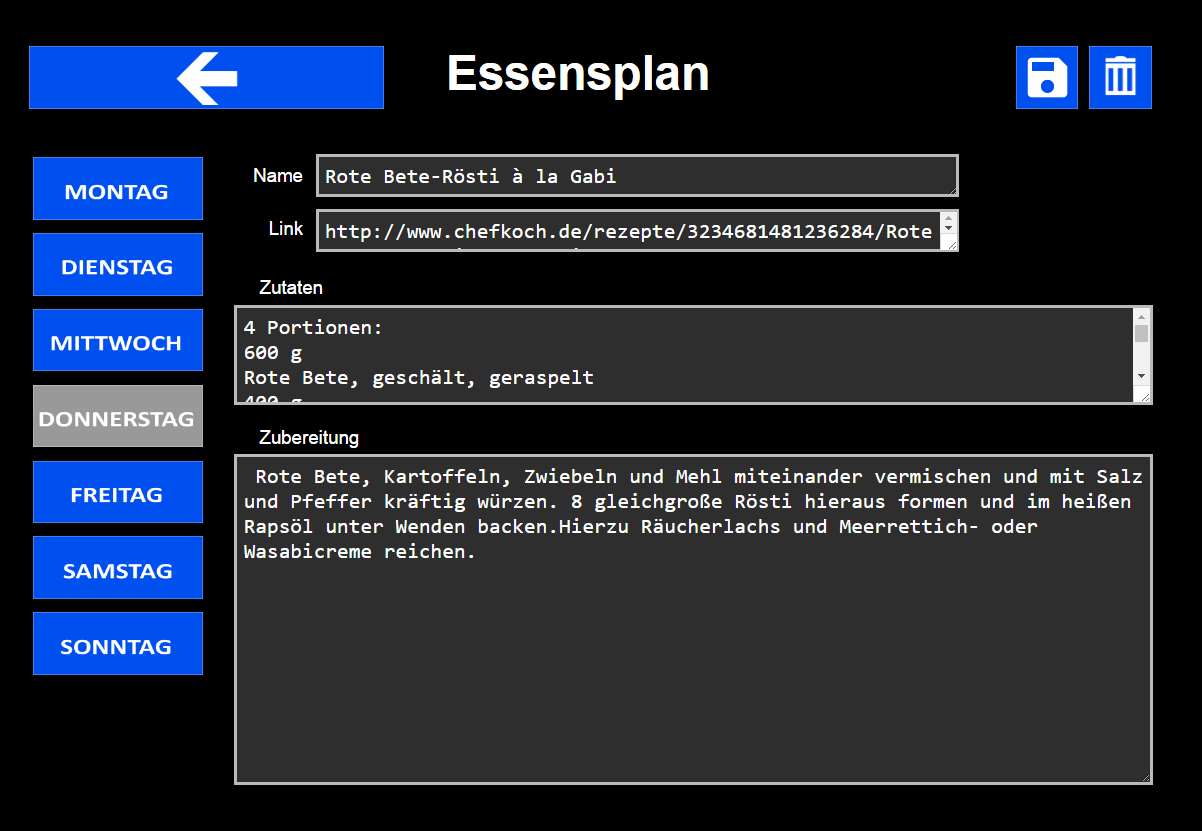 Essensplan
MONTAG
DIENSTAG
MITTWOCH
DONNERSTAG
FREITAG
SAMSTAG
SONNTAG
Name
Rote Bete-Rösti à la Gabi
Link
http://www.chefkoch.de/rezepte/3234681481236284/Rote
Zutaten
4 Portionen:
600 g
Rote Bete, geschält, geraspelt
400 g
Zubereitung
Rote Bete, Kartoffeln, Zwiebeln und Mehl miteinander vermischen und mit Salz
und Pfeffer kräftig würzen. 8 gleichgroße Rösti hieraus formen und im heißen
Rapsöl unter Wenden backen.Hierzu Räucherlachs und Meerrettich- oder
Wasabicreme reichen.